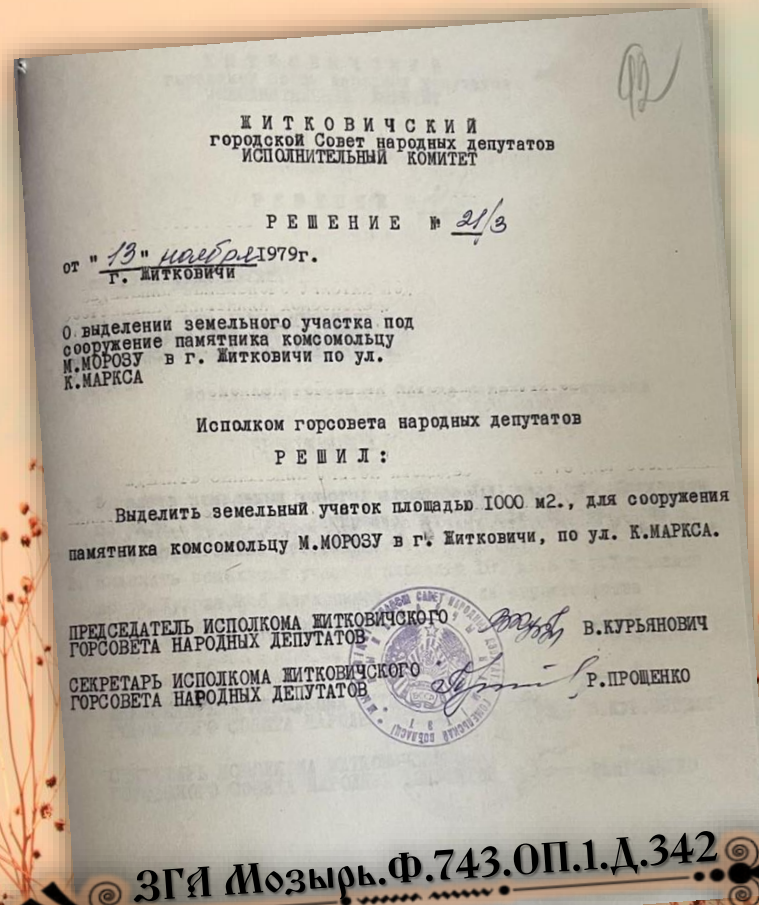 92
ЖИТКОВИЧСКИЙ
городской Совет народных депутатов
ИСПОЛНИТЕЛЬНЫЙ КОМИТЕТ
РЕШЕНИЕ № 21/3
от "13" ноября 1979г.
г. Житковичи
О выделении земельного участка под
сооружение памятника комсомольцу
М.МОРОЗУ в г. Житковичи по ул.
К.МАРКСА
Исполком горсовета народных депутатов
РЕШИЛ:
Выделить земельный учаток площадью 1000 м2., для сооружения
памятника комсомольцу М.МОРОЗУ в г. Житковичи, по ул. К.МАРКСА.
ПРЕДСЕДАТЕЛЬ ИСПОЛКОМА ЖИТКОВИЧСКОГО
ГОРСОВЕТА НАРОДНЫХ ДЕПУТАТОВ В.КУРЬЯНОВИЧ
СЕКРЕТАРЬ ИСПОЛКОМА ЖИТКОВИЧСКОГО
ГОРСОВЕТА НАРОДНЫХ ДЕПУТАТОВ Р.ПРОЩЕНКО
ЗГА Мозырь.Ф.743.ОП.1.Д.342